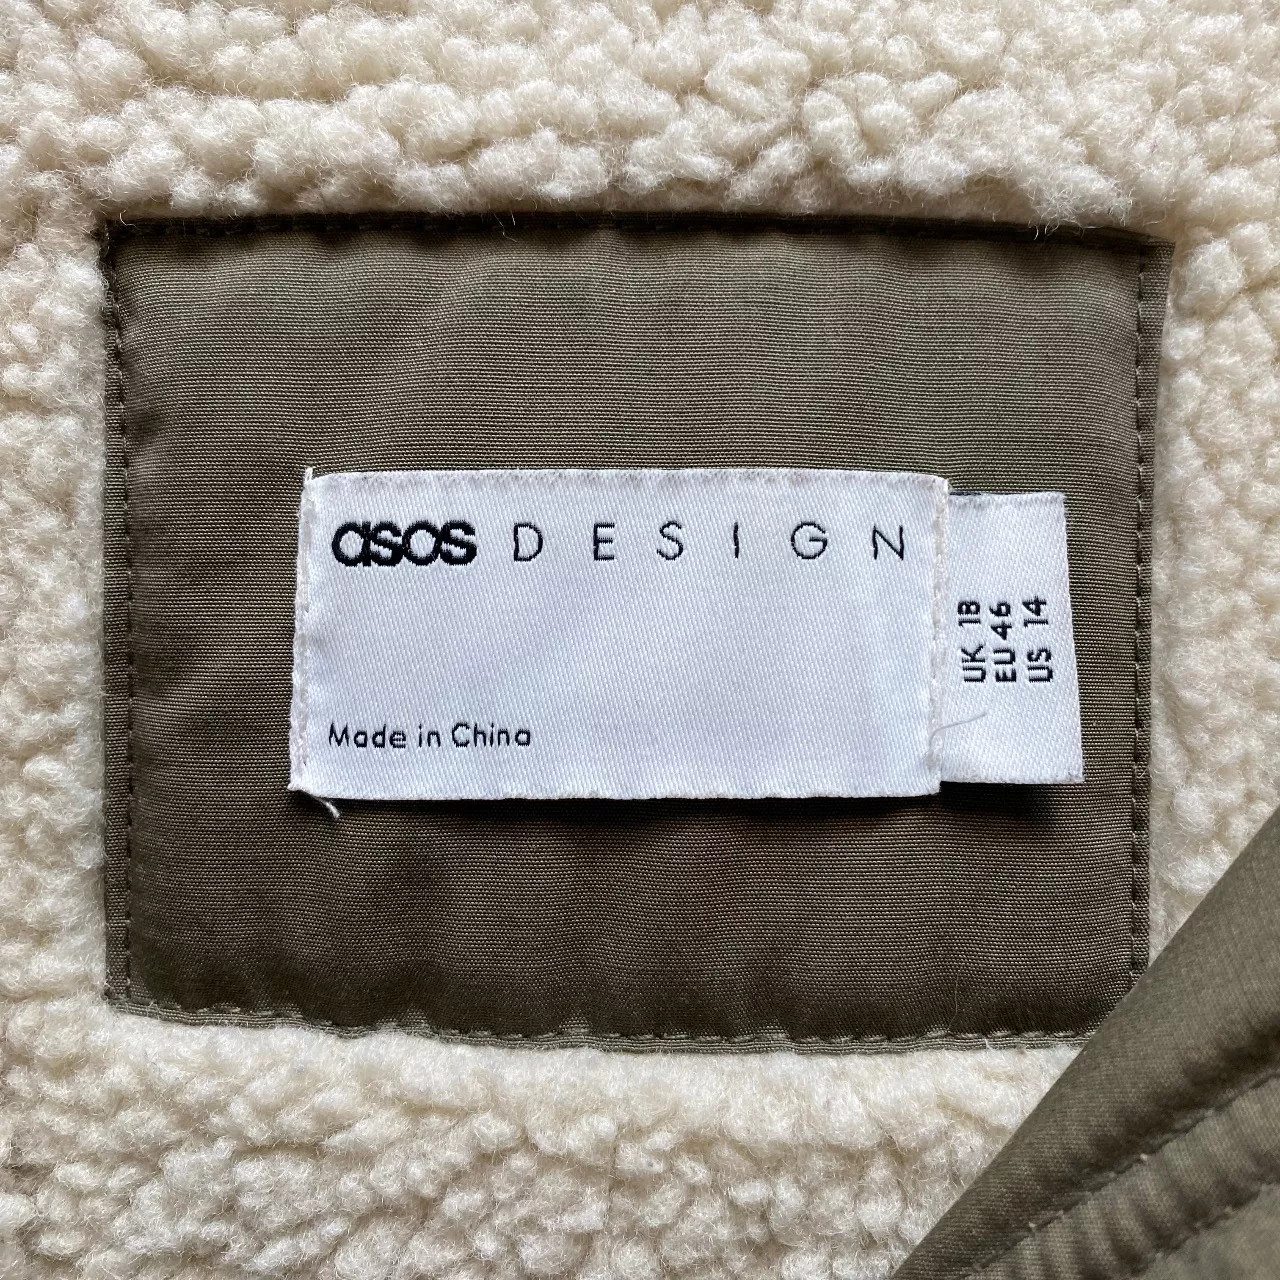 asos DESIGN
Made in China
UK 18
EU 46
US 14